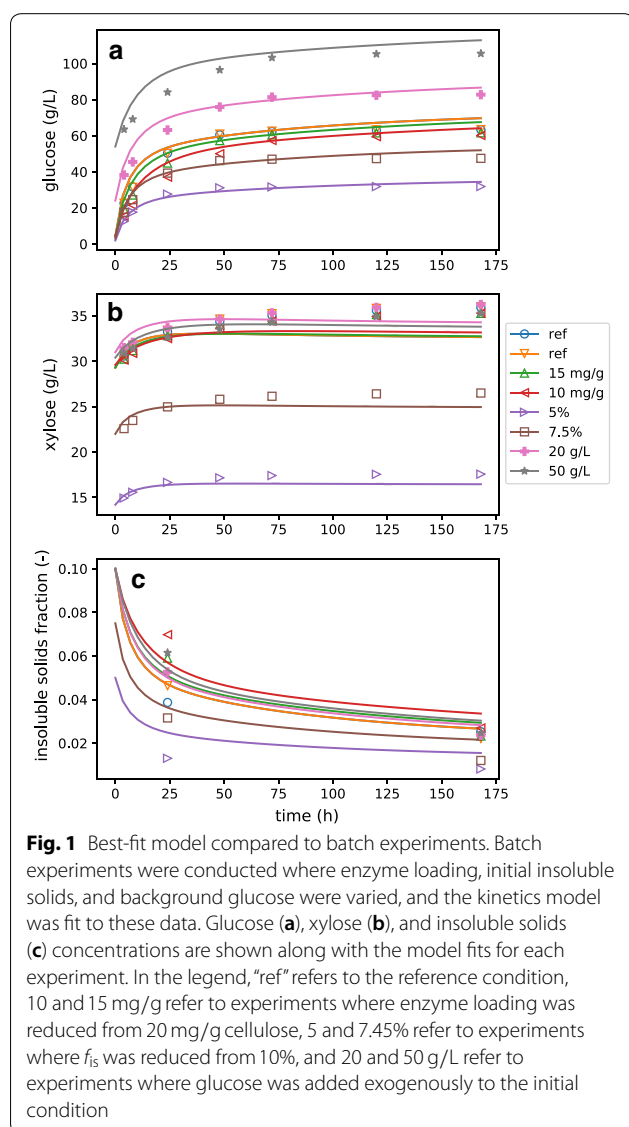 a
glucose (g/L)
100
80
60
40
20
0
0 25 50 75 100 125 150 175
b
xylose (g/L)
35
30
25
20
15
0 25 50 75 100 125 150 175
ref
ref
15 mg/g
10 mg/g
5%
7.5%
20 g/L
50 g/L
c
insoluble solids fraction (-)
0.10
0.08
0.06
0.04
0.02
0 25 50 75 100 125 150 175
time (h)
Fig. 1 Best-fit model compared to batch experiments. Batch
experiments were conducted where enzyme loading, initial insoluble
solids, and background glucose were varied, and the kinetics model
was fit to these data. Glucose (a), xylose (b), and insoluble solids
(c) concentrations are shown along with the model fits for each
experiment. In the legend, “ref” refers to the reference condition,
10 and 15 mg/g refer to experiments where enzyme loading was
reduced from 20 mg/g cellulose, 5 and 7.45% refer to experiments
where fis was reduced from 10%, and 20 and 50 g/L refer to
experiments where glucose was added exogenously to the initial
condition